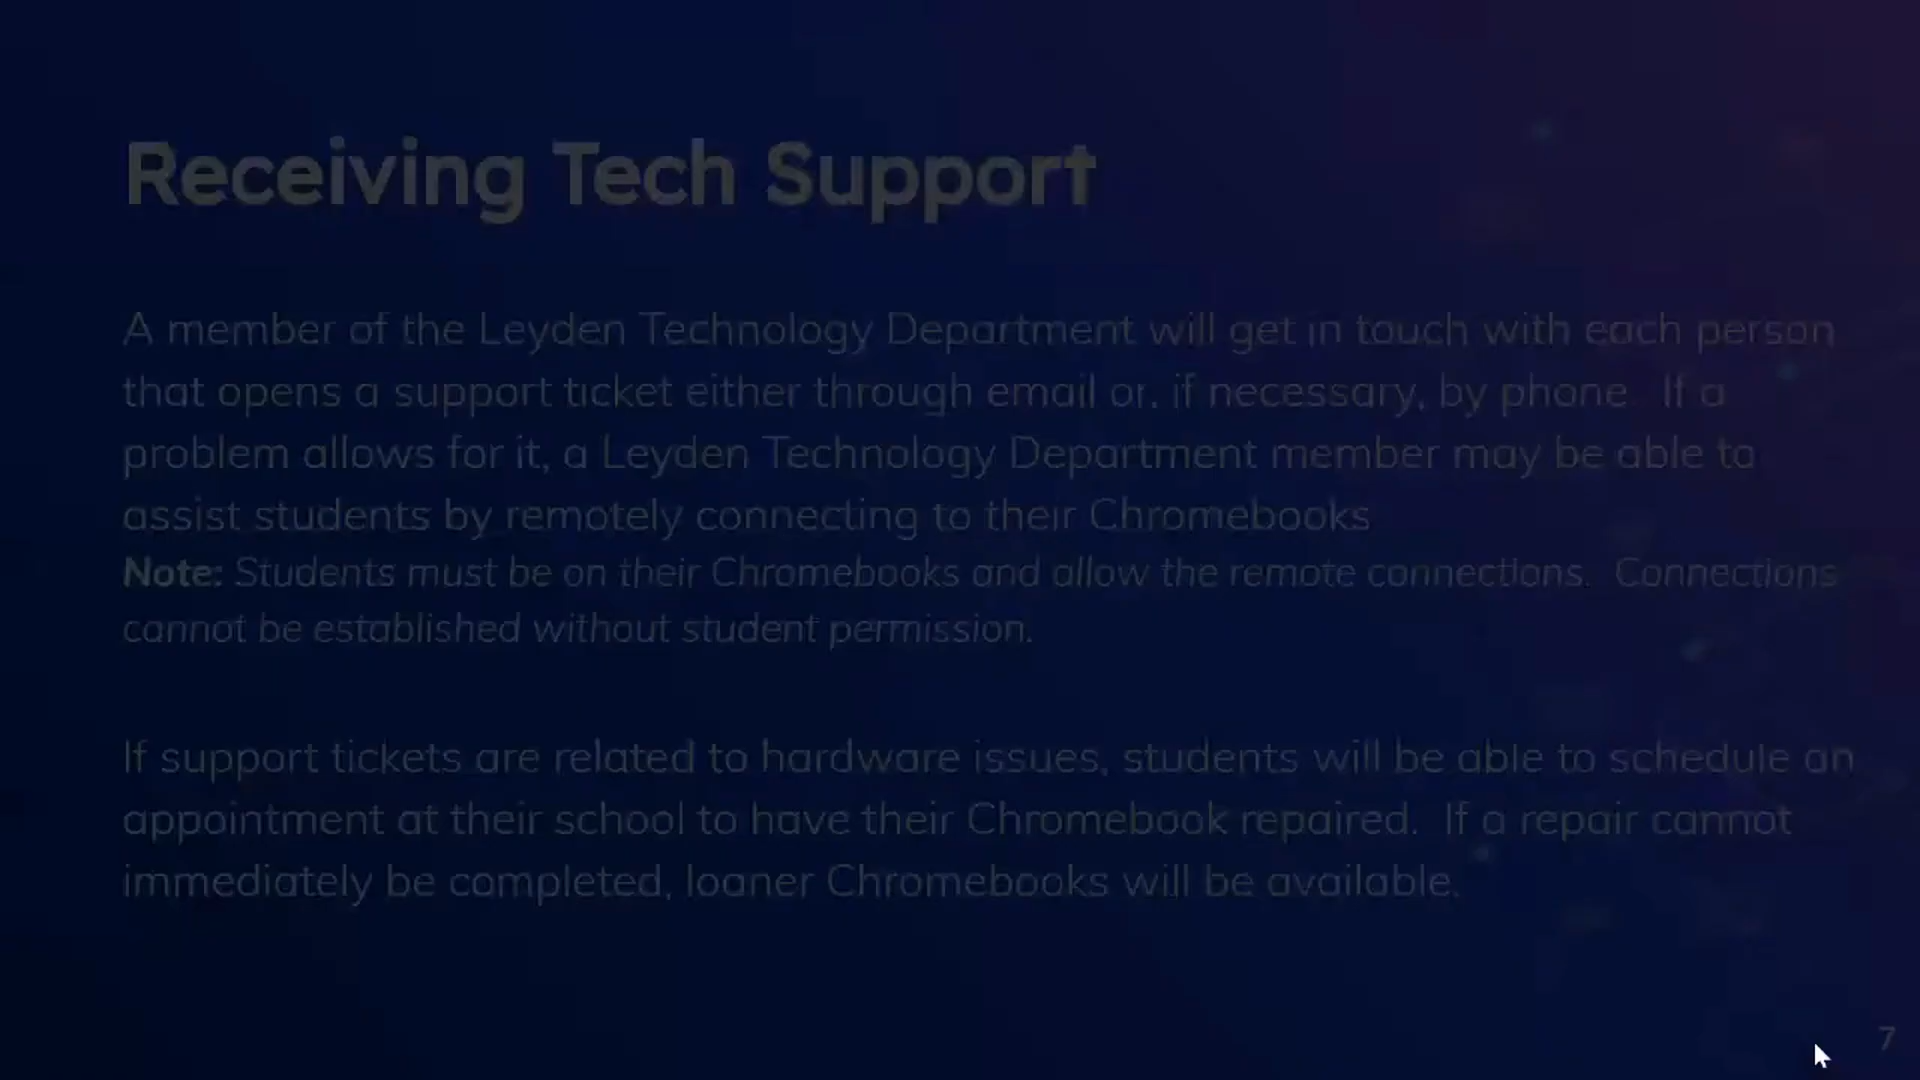 Receiving Tech Support
A member of the Leyden Technology Department will get in touch with each person
that opens a support ticket either through email or, if necessary, by phone.  If a
problem allows for it, a Leyden Technology Department member may be able to
assist students by remotely connecting to their Chromebooks
Note: Students must be on their Chromebooks and allow the remote connections.  Connections
cannot be established without student permission.
If support tickets are related to hardware issues, students will be able to schedule an
appointment at their school to have their Chromebook repaired.  If a repair cannot
immediately be completed, loaner Chromebooks will be available.
7